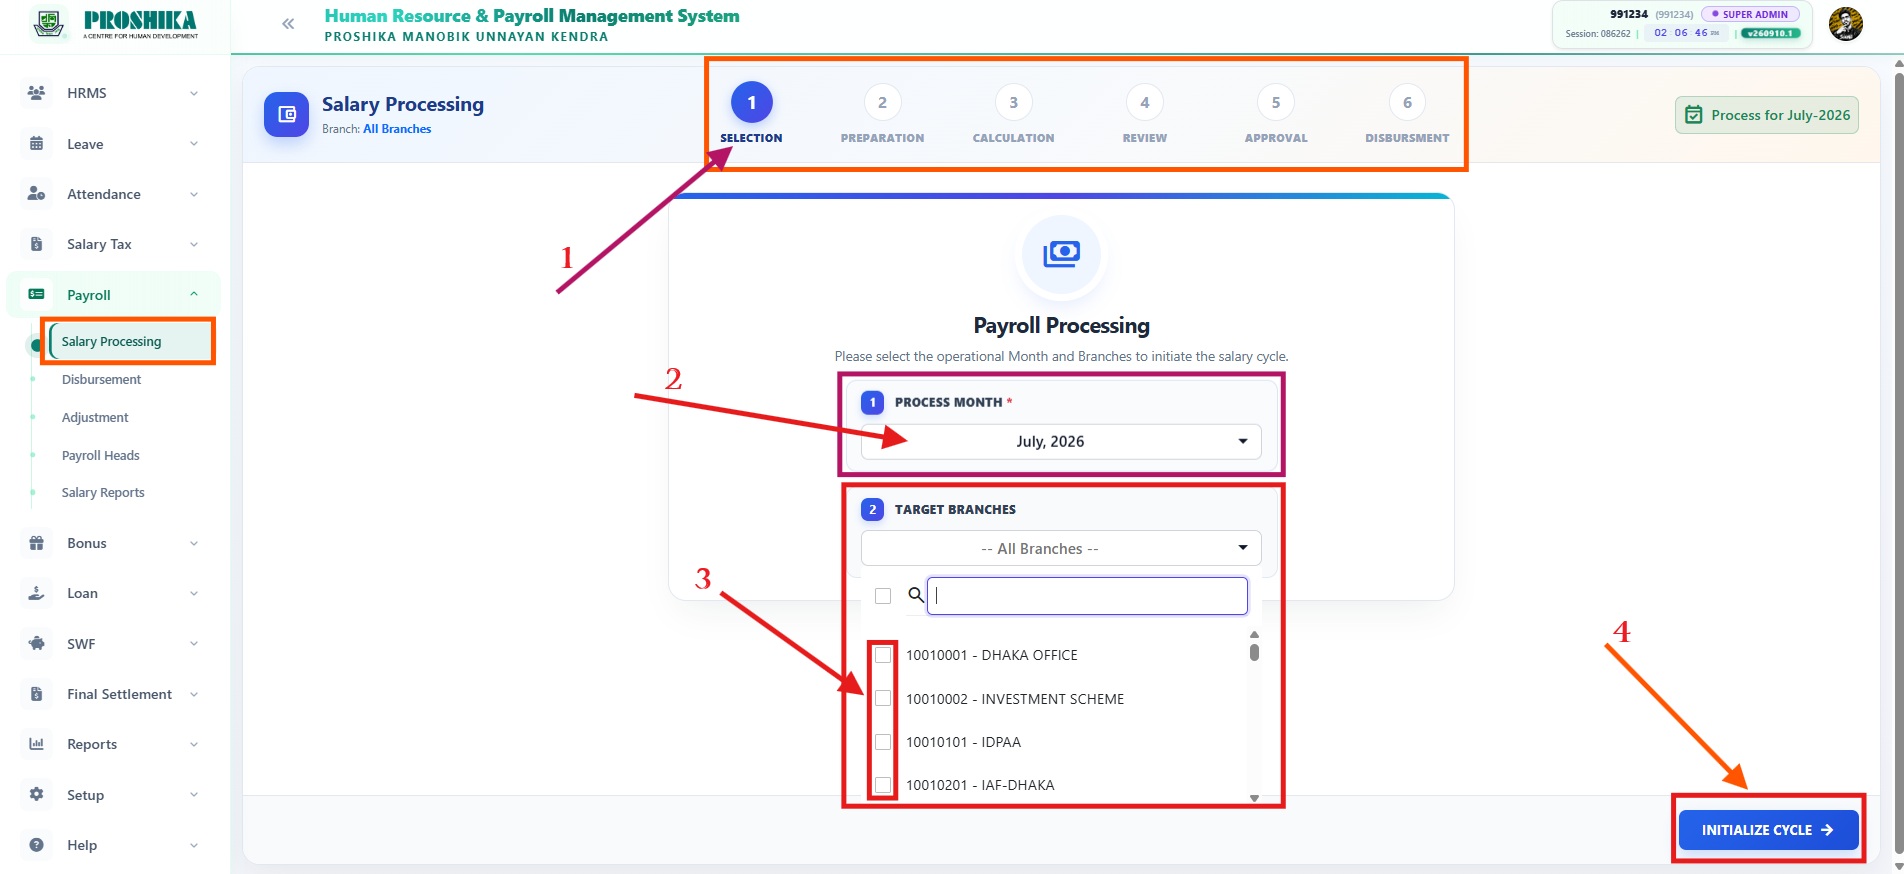 PROSHIKA
A CENTRE FOR HUMAN DEVELOPMENT
Human Resource & Payroll Management System
PROSHIKA MANOBIK UNNAYAN KENDRA
991234 (991234) SUPER ADMIN
Session: 086262 | 02 : 06 : 46 PM | v260910.1
HRMS
Leave
Attendance
Salary Tax
Payroll
Salary Processing
Disbursement
Adjustment
Payroll Heads
Salary Reports
Bonus
Loan
SWF
Final Settlement
Reports
Setup
Help
Salary Processing
Branch: All Branches
1 2 3 4 5 6
SELECTION PREPARATION CALCULATION REVIEW APPROVAL DISBURSMENT
Process for July-2026
1
Payroll Processing
Please select the operational Month and Branches to initiate the salary cycle.
2
1 PROCESS MONTH *
July, 2026
2 TARGET BRANCHES
-- All Branches --
3
10010001 - DHAKA OFFICE
10010002 - INVESTMENT SCHEME
10010101 - IDPAA
10010201 - IAF-DHAKA
4
INITIALIZE CYCLE →